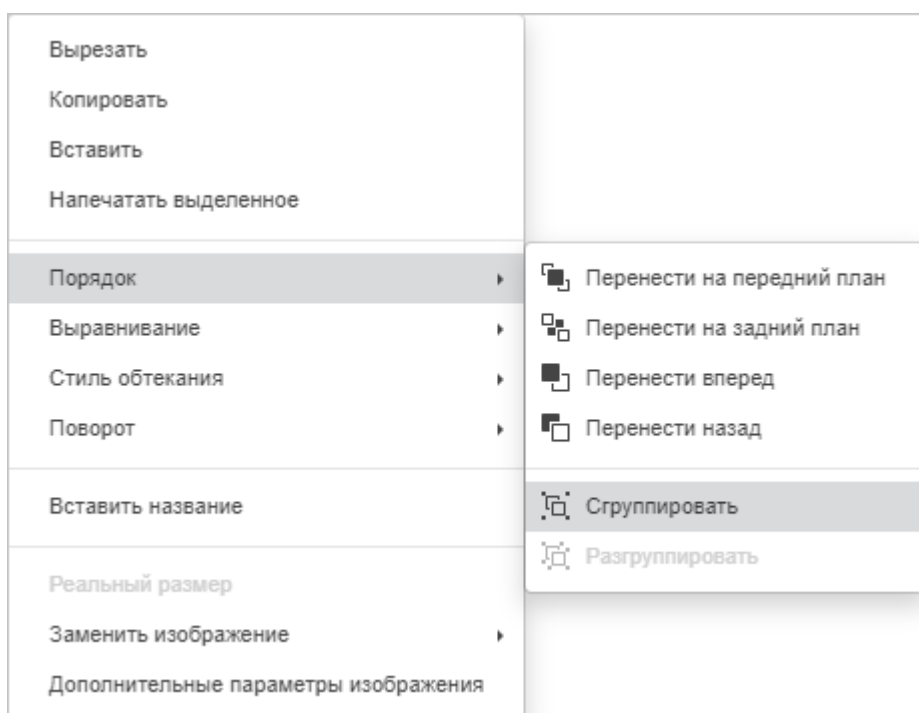 Вырезать
Копировать
Вставить
Напечатать выделенное
Порядок
Выравнивание
Стиль обтекания
Поворот
Вставить название
Реальный размер
Заменить изображение
Дополнительные параметры изображения
Перенести на передний план
Перенести на задний план
Перенести вперед
Перенести назад
Сгруппировать
Разгруппировать